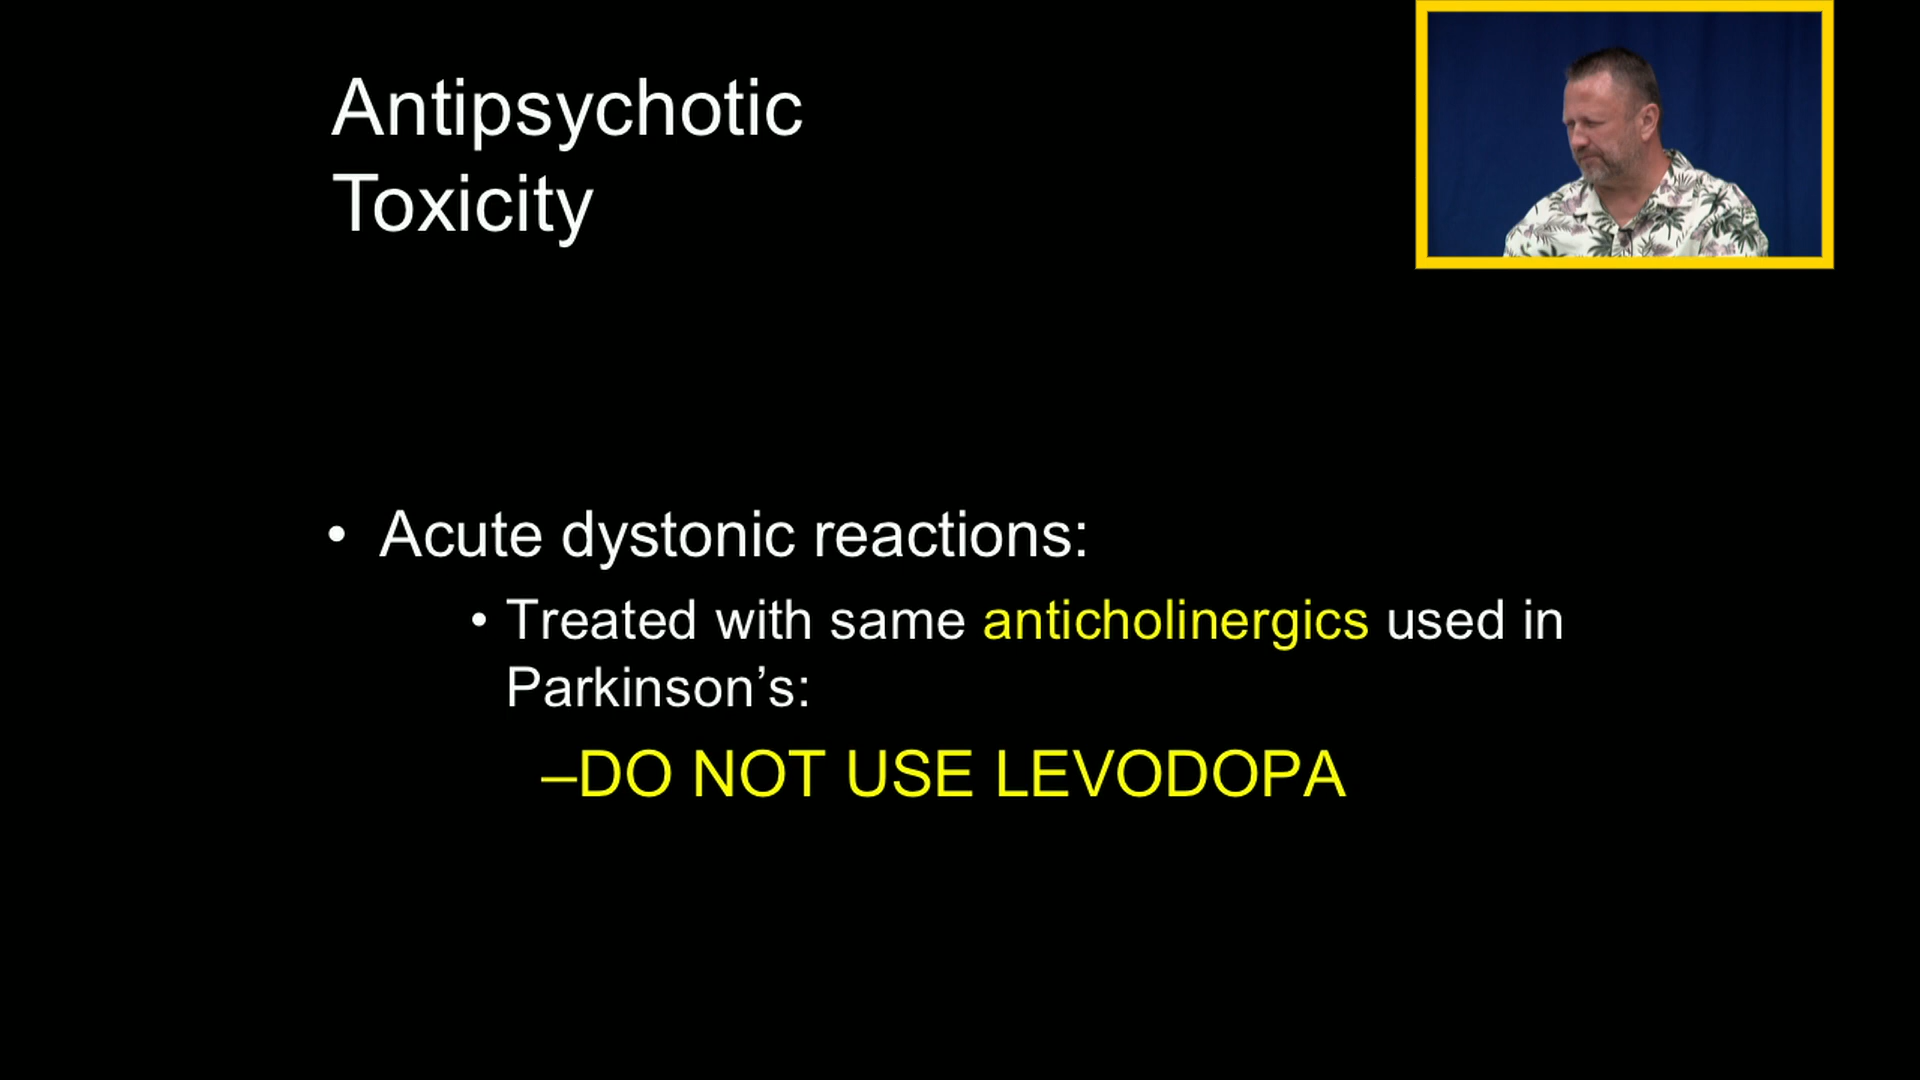 Antipsychotic
Toxicity
• Acute dystonic reactions:
• Treated with same anticholinergics used in
Parkinson’s:
–DO NOT USE LEVODOPA